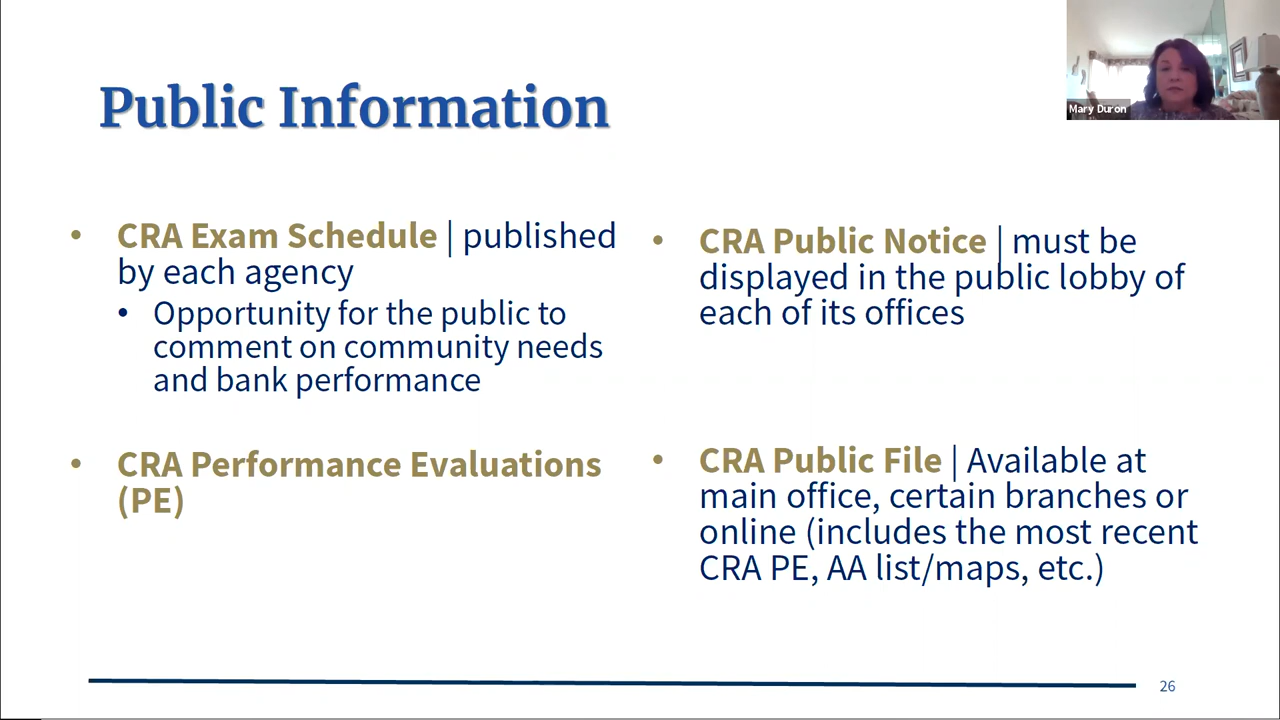 Public Information
Mary Duron
• CRA Exam Schedule | published
by each agency
• Opportunity for the public to
comment on community needs
and bank performance
• CRA Performance Evaluations
(PE)
• CRA Public Notice | must be
displayed in the public lobby of
each of its offices
• CRA Public File | Available at
main office, certain branches or
online (includes the most recent
CRA PE, AA list/maps, etc.)
26